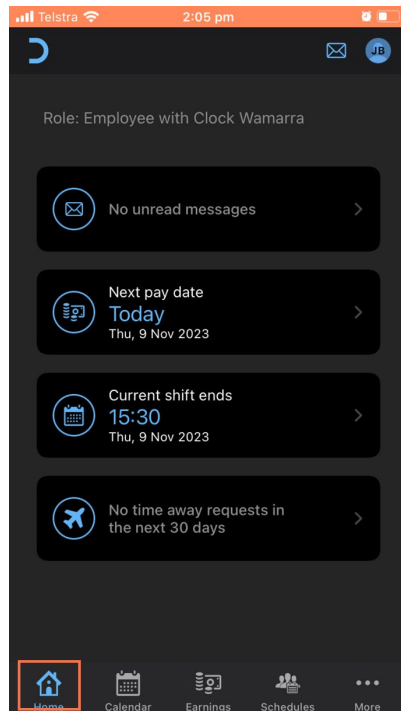 Telstra 2:05 pm
JB
Role: Employee with Clock Wamarra
No unread messages
Next pay date
Today
Thu, 9 Nov 2023
Current shift ends
15:30
Thu, 9 Nov 2023
No time away requests in
the next 30 days
Home Calendar Earnings Schedules More